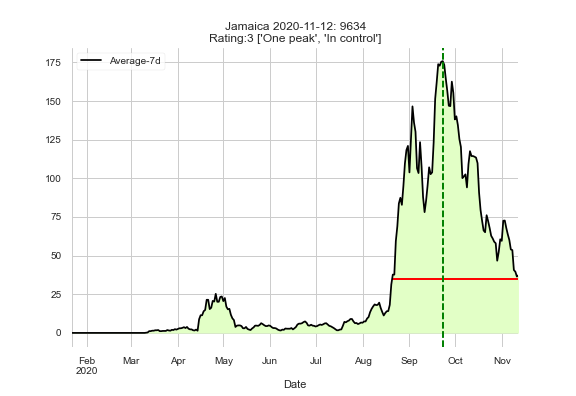 Jamaica 2020-11-12: 9634
Rating:3 ['One peak', 'In control']
Average-7d
175
150
125
100
75
50
25
0
Feb Mar Apr May Jun Jul Aug Sep Oct Nov
2020
Date